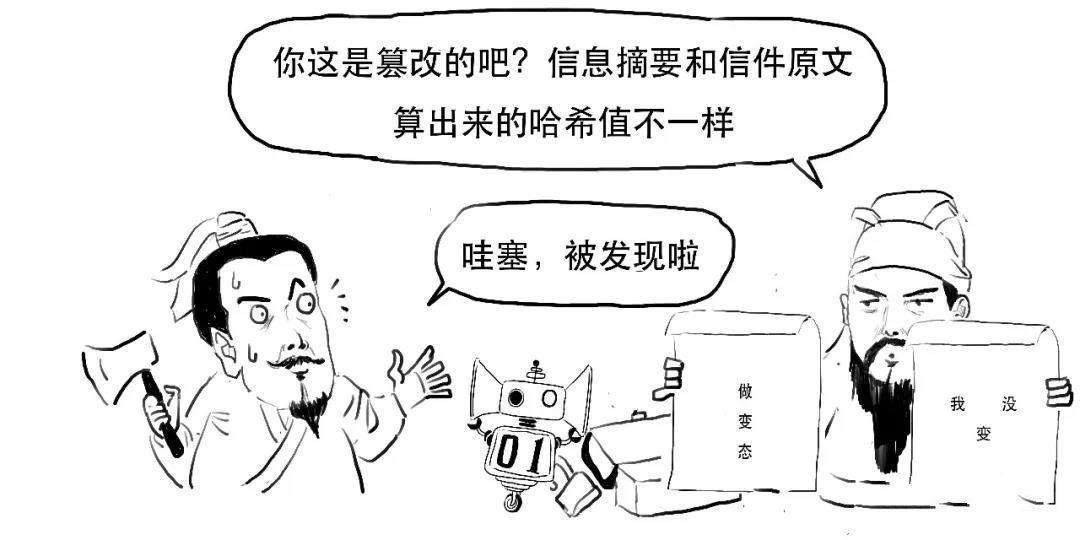 你这是篡改的吧？信息摘要和信件原文
算出来的哈希值不一样
哇塞，被发现啦
01
做变态
我没变